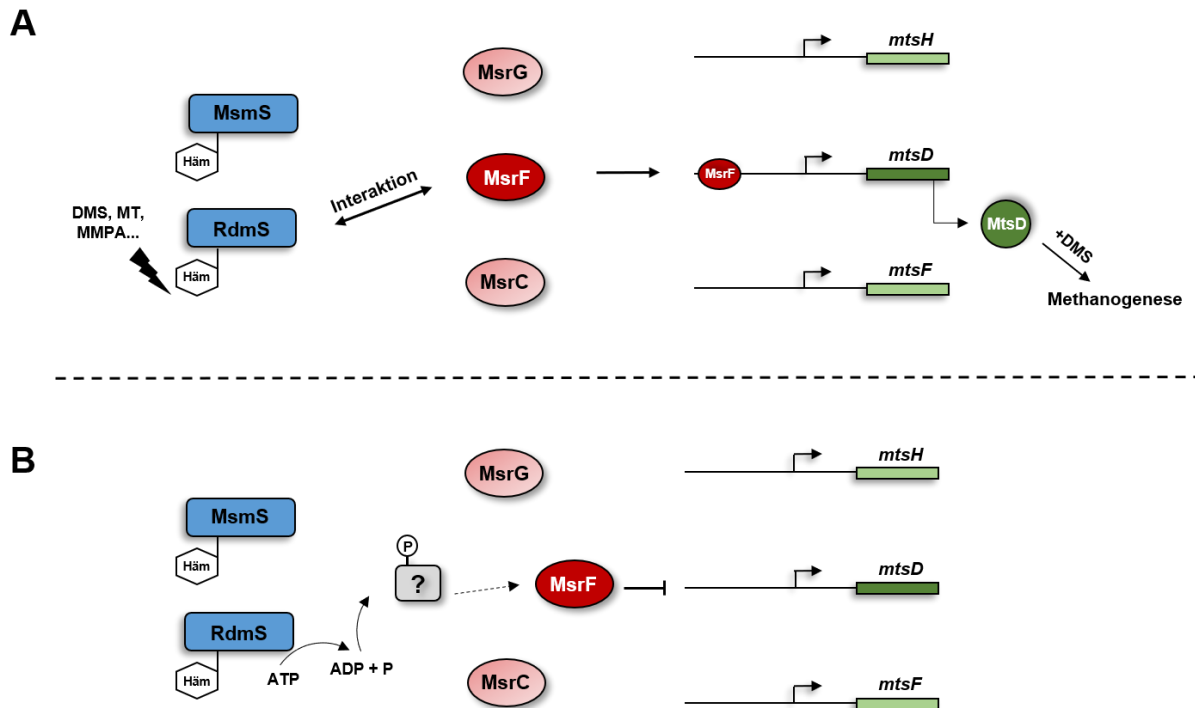 A
mtsH
MsrG
MsmS
Häm
mtsD
MsrF
MsrF
Interaktion
DMS, MT,
MMPA...
RdmS
Häm
MtsD
+DMS
MsrC
mtsF
Methanogenese
B
mtsH
MsrG
MsmS
Häm
P
?
MsrF
mtsD
RdmS
Häm
ATP
ADP + P
MsrC
mtsF